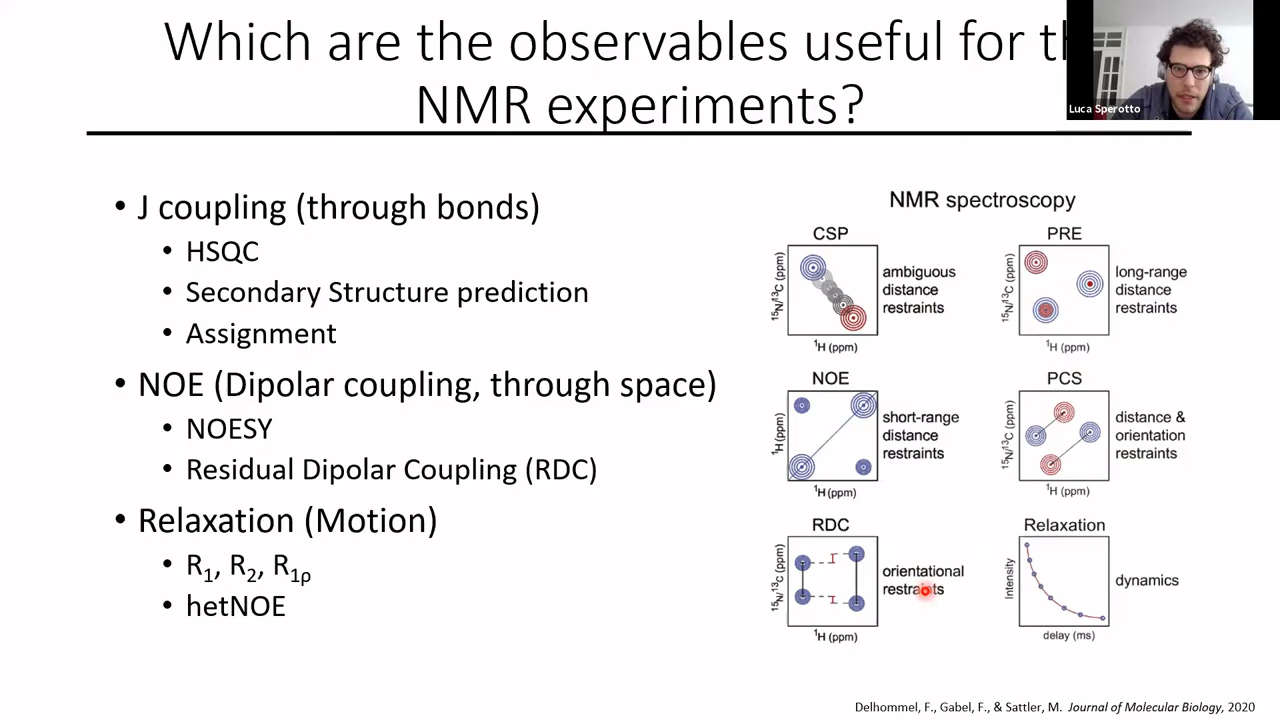 Which are the observables useful for th
NMR experiments?
Luca Sperotto
• J coupling (through bonds)
• HSQC
• Secondary Structure prediction
• Assignment
• NOE (Dipolar coupling, through space)
• NOESY
• Residual Dipolar Coupling (RDC)
• Relaxation (Motion)
• R1, R2, R1ρ
• hetNOE
NMR spectroscopy
CSP
15N/13C (ppm)
1H (ppm)
ambiguous
distance
restraints
PRE
15N/13C (ppm)
1H (ppm)
long-range
distance
restraints
NOE
1H (ppm)
1H (ppm)
short-range
distance
restraints
PCS
15N/13C (ppm)
1H (ppm)
distance &
orientation
restraints
RDC
15N/13C (ppm)
1H (ppm)
orientational
restraints
Relaxation
Intensity
delay (ms)
dynamics
Delhommel, F., Gabel, F., & Sattler, M. Journal of Molecular Biology, 2020